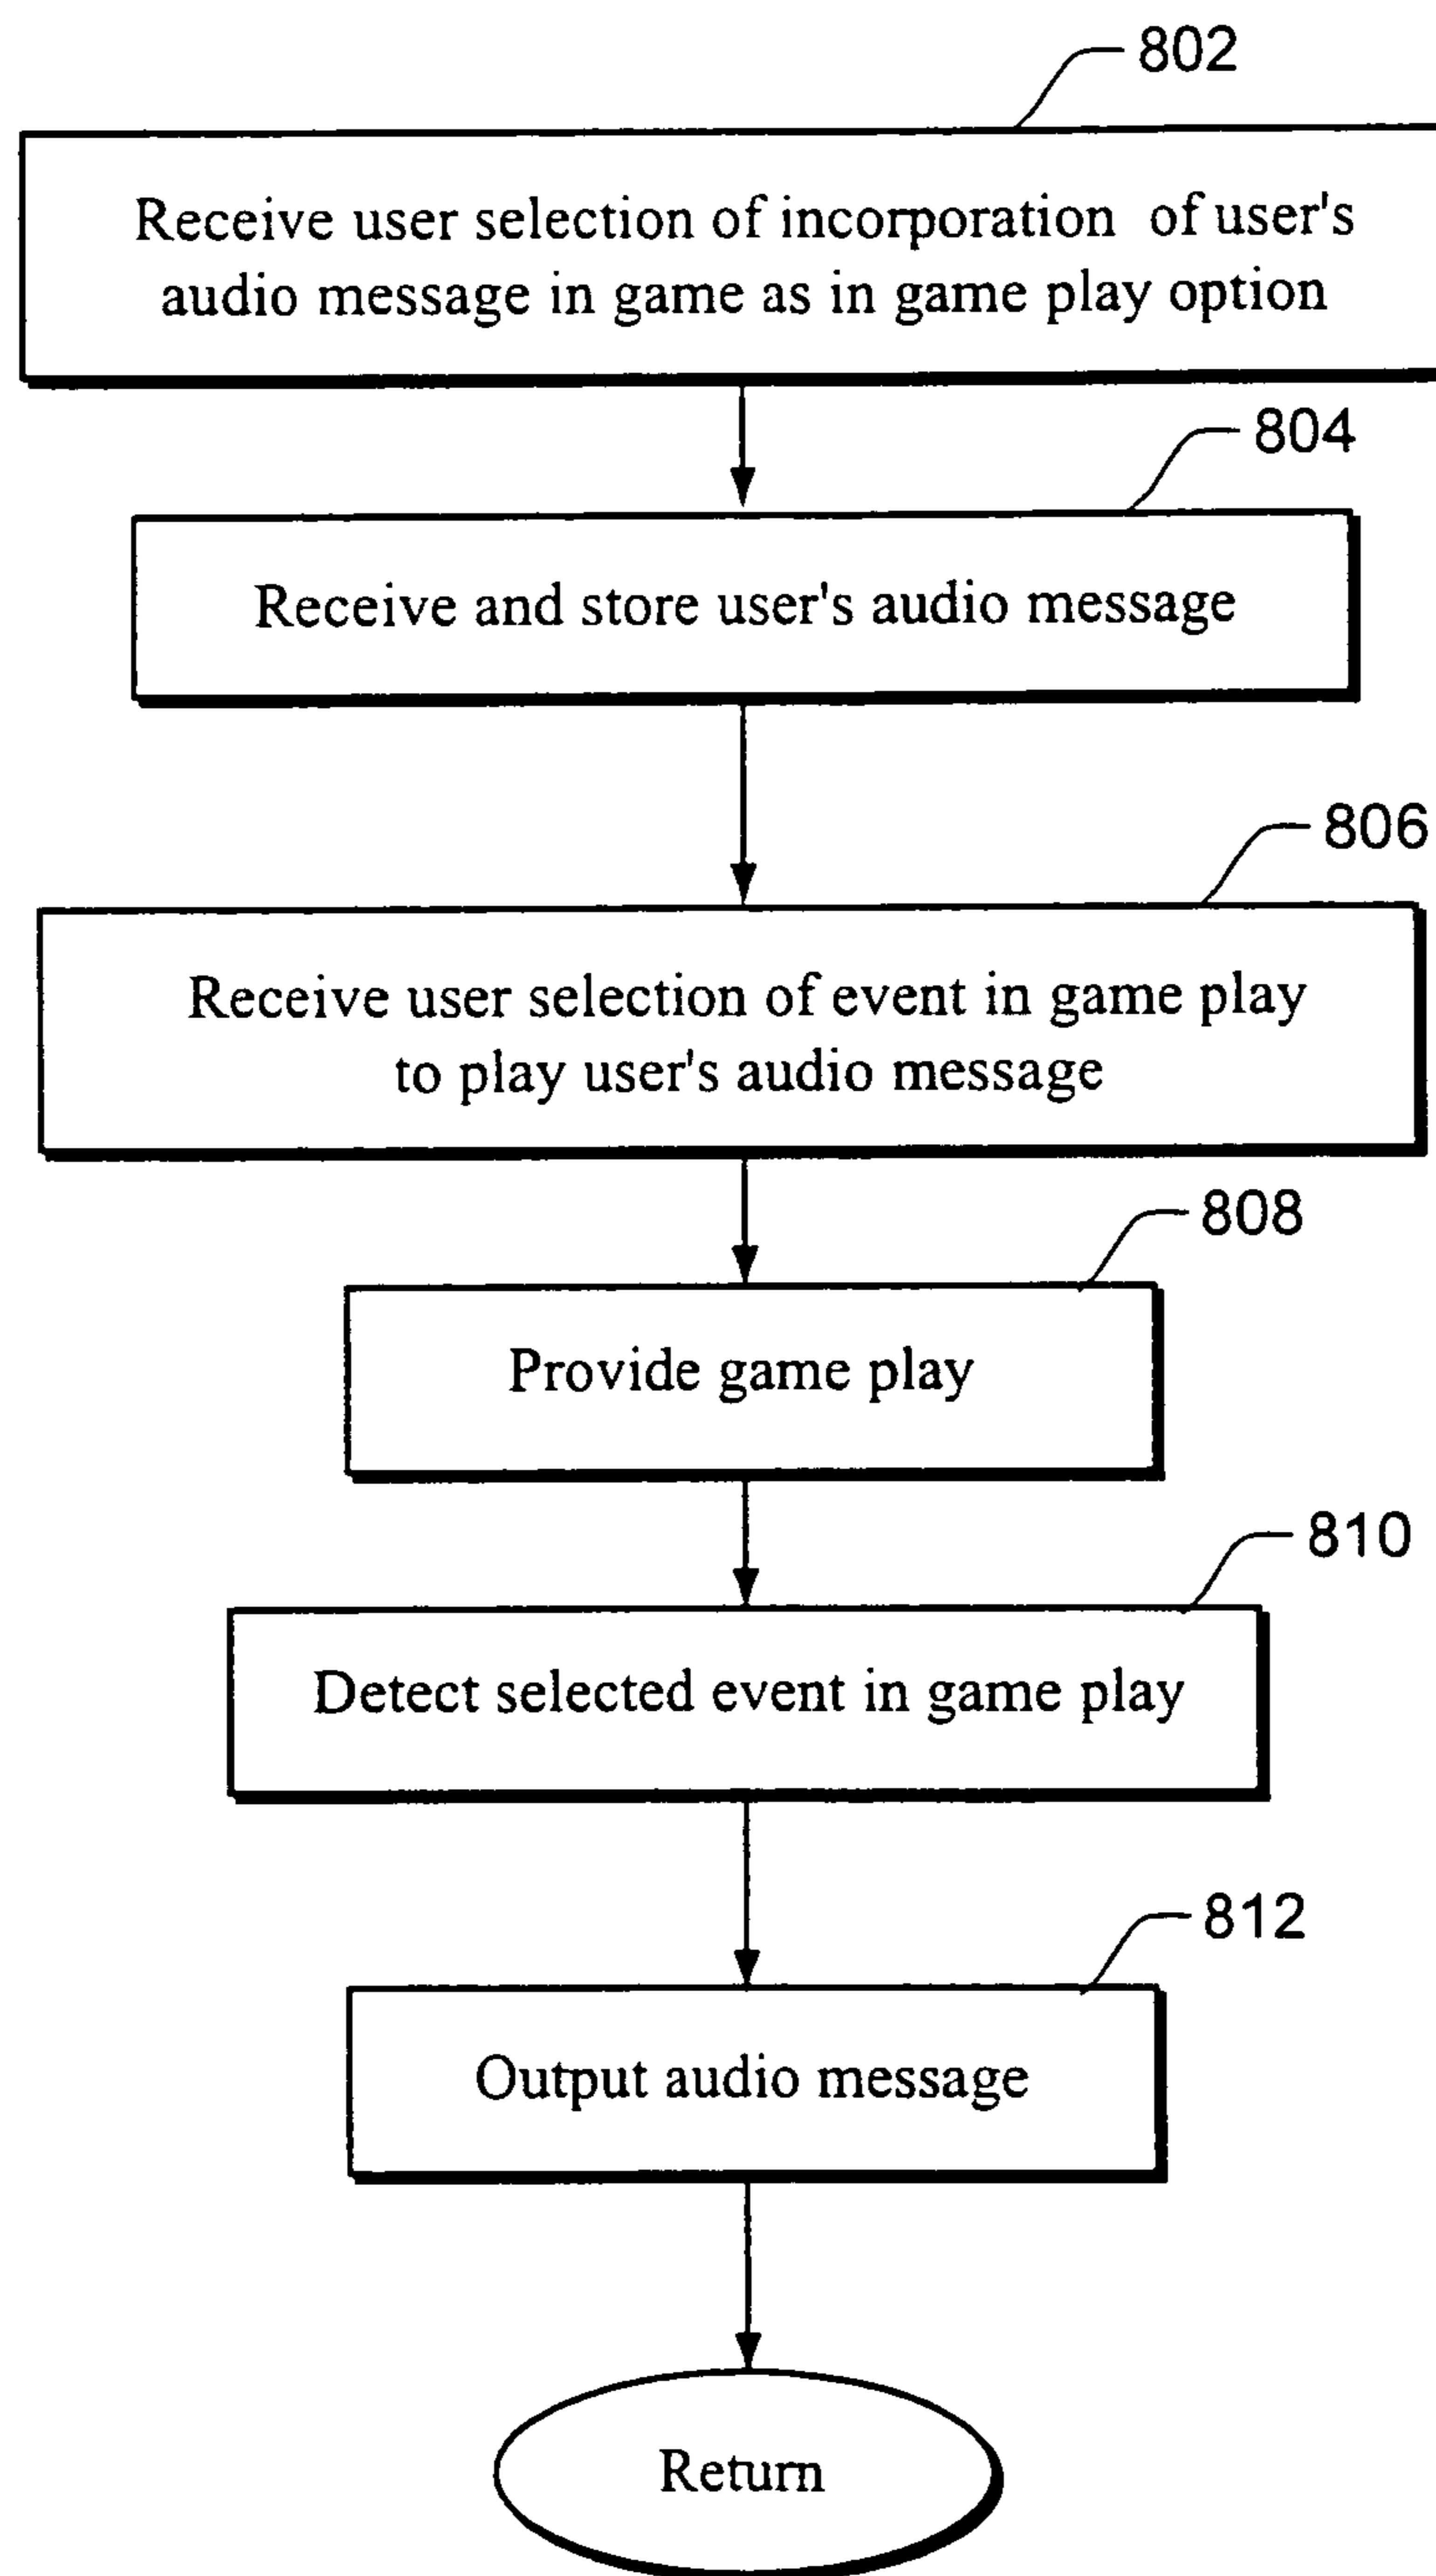 802
Receive user selection of incorporation of user's
audio message in game as in game play option
804
Receive and store user's audio message
806
Receive user selection of event in game play
to play user's audio message
808
Provide game play
810
Detect selected event in game play
812
Output audio message
Return